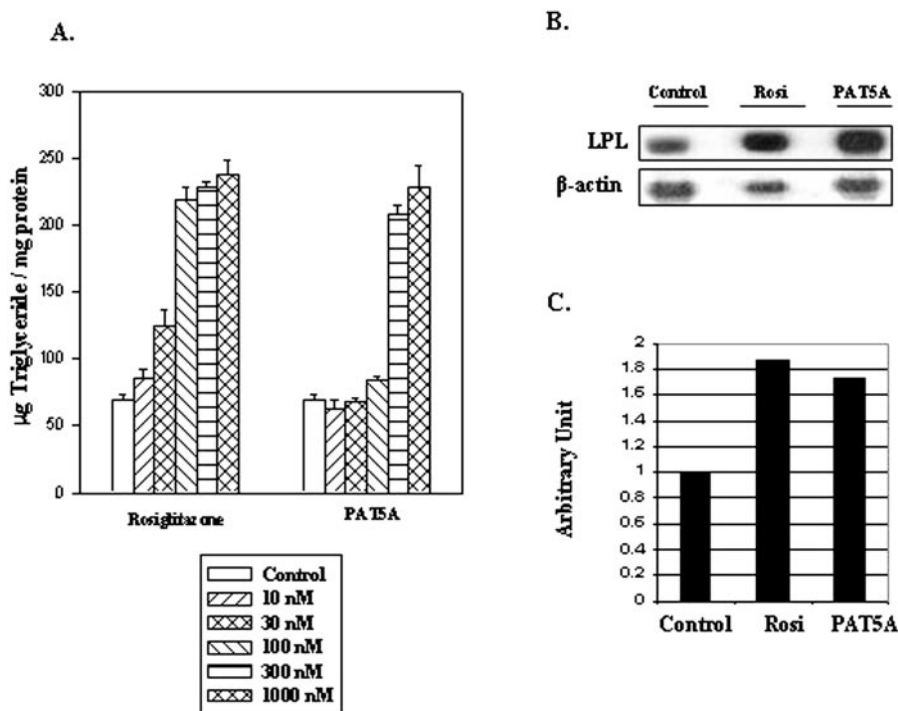 A.
300
250
200
150
100
50
0
µg Triglyceride / mg protein
Rosiglitazone
PAT5A
Control
10 nM
30 nM
100 nM
300 nM
1000 nM
B.
Control Rosi PAT5A
LPL
β-actin
C.
2
1.8
1.6
1.4
1.2
1
0.8
0.6
0.4
0.2
0
Arbitrary Unit
Control Rosi PAT5A